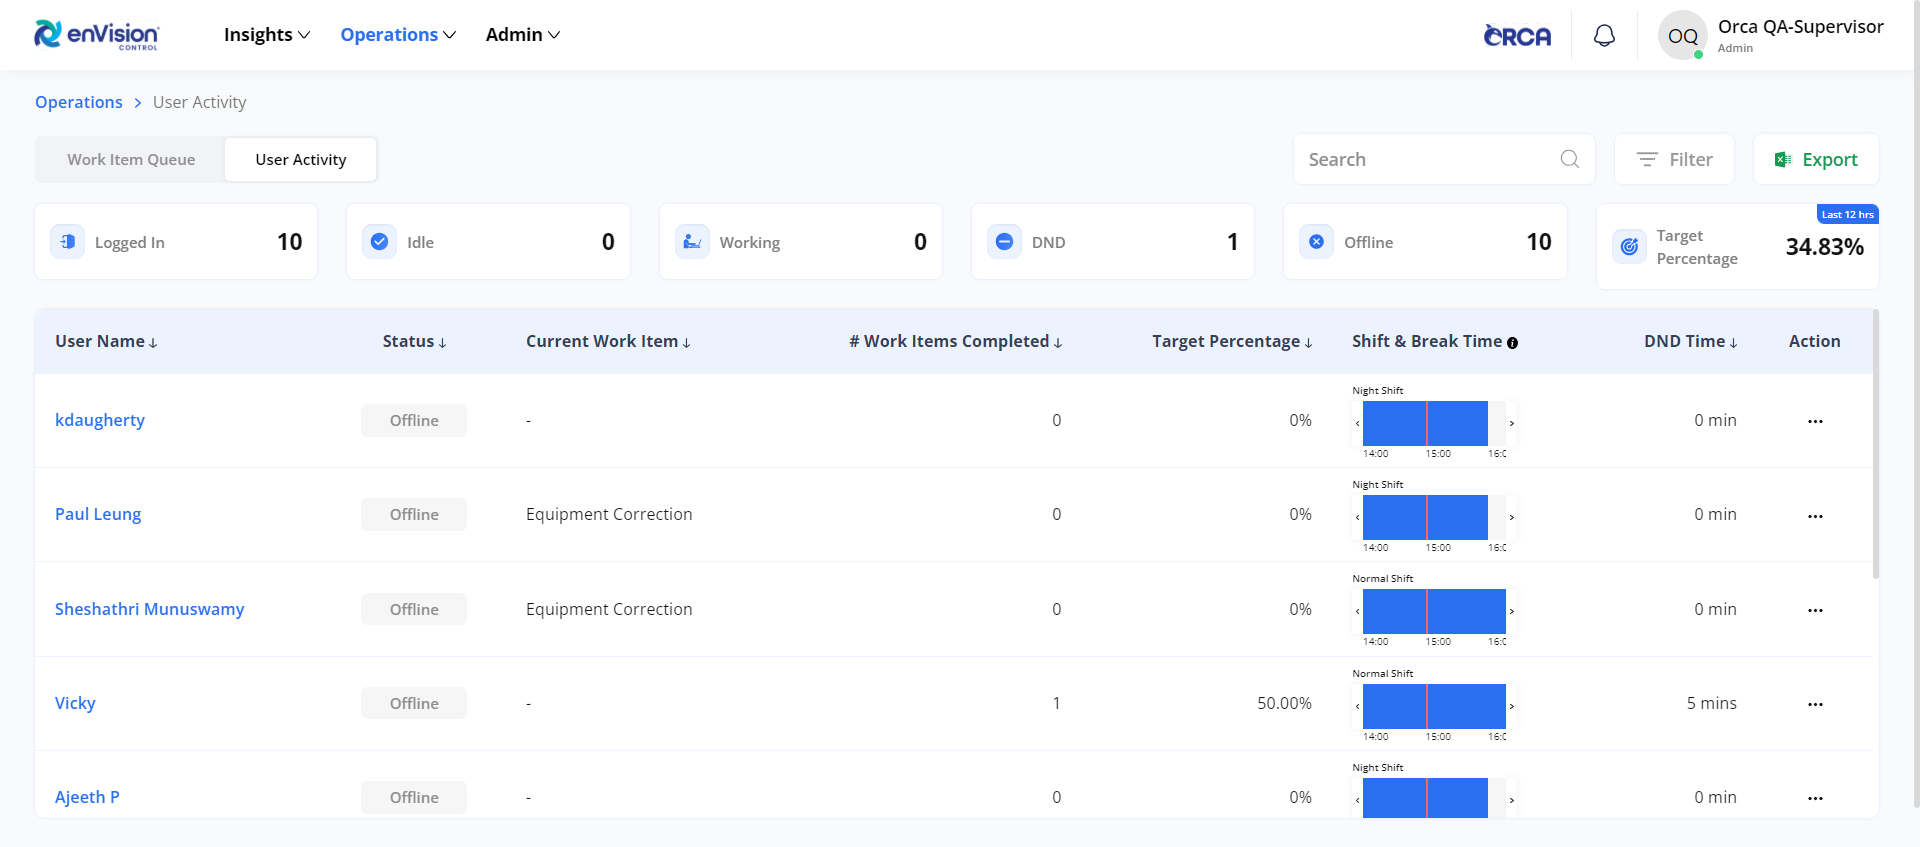 enVision CONTROL
Insights
Operations
Admin
ORCA
OQ
Orca QA-Supervisor
Admin
Operations > User Activity
Work Item Queue
User Activity
Search
Filter
Export
Logged In 10
Idle 0
Working 0
DND 1
Offline 10
Last 12 hrs
Target Percentage 34.83%
User Name↓ Status↓ Current Work Item↓ # Work Items Completed↓ Target Percentage↓ Shift & Break Time DND Time↓ Action
Night Shift
kdaugherty Offline - 0 0% ‹ › 0 min ...
14:00 15:00 16:0
Night Shift
Paul Leung Offline Equipment Correction 0 0% ‹ › 0 min ...
14:00 15:00 16:0
Normal Shift
Sheshathri Munuswamy Offline Equipment Correction 0 0% ‹ › 0 min ...
14:00 15:00 16:0
Normal Shift
Vicky Offline - 1 50.00% ‹ › 5 mins ...
14:00 15:00 16:0
Night Shift
Ajeeth P Offline - 0 0% ‹ › 0 min ...